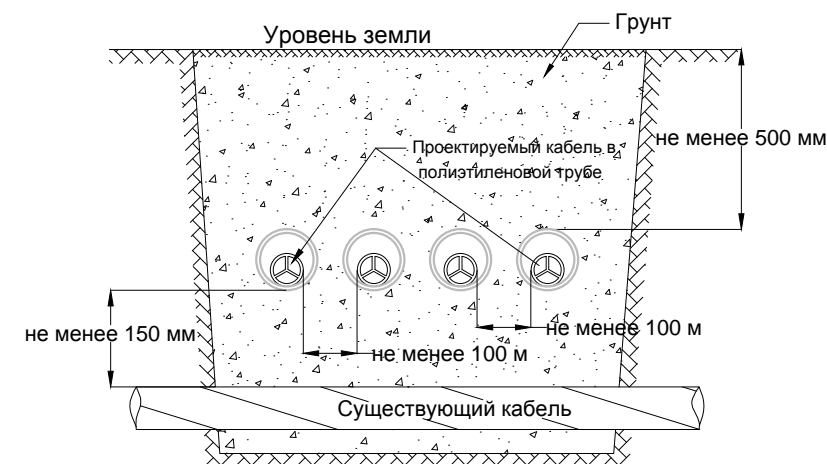 Грунт
Уровень земли
не менее 500 мм
Проектируемый кабель в
полиэтиленовой трубе
не менее 150 мм
не менее 100 м
не менее 100 м
Существующий кабель